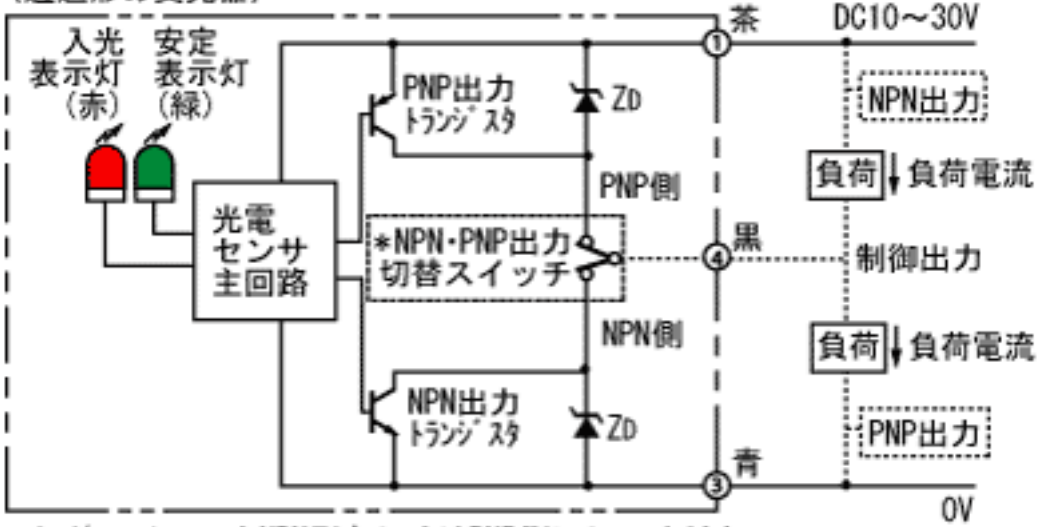 茶
DC10～30V
入光
表示灯
(赤)
安定
表示灯
(緑)
①
PNP出力
トランジスタ
ZD
NPN出力
負荷
負荷電流
PNP側
光電
センサ
主回路
*NPN･PNP出力
切替スイッチ
黒
④
制御出力
NPN側
負荷
負荷電流
NPN出力
トランジスタ
ZD
PNP出力
青
③
0V